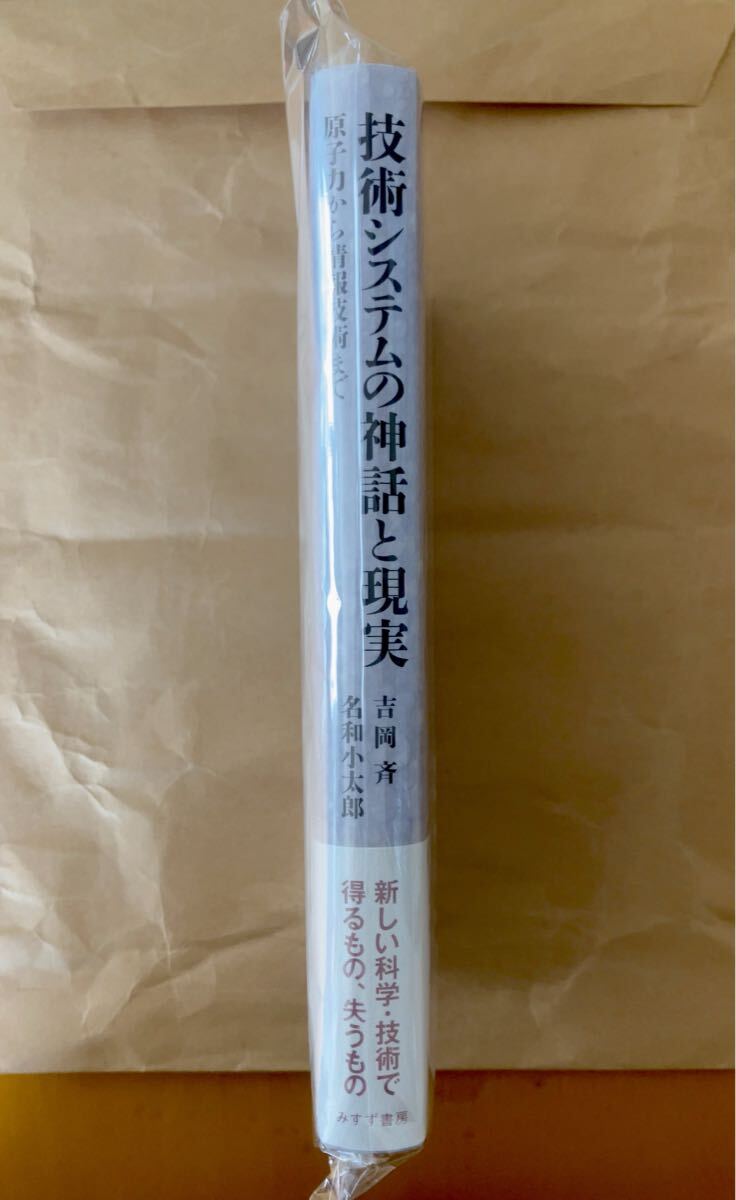 技術システムの神話と現実
原子力から情報技術まで
吉岡斉
名和小太郎
新しい科学・技術で
得るもの、失うもの
みすず書房